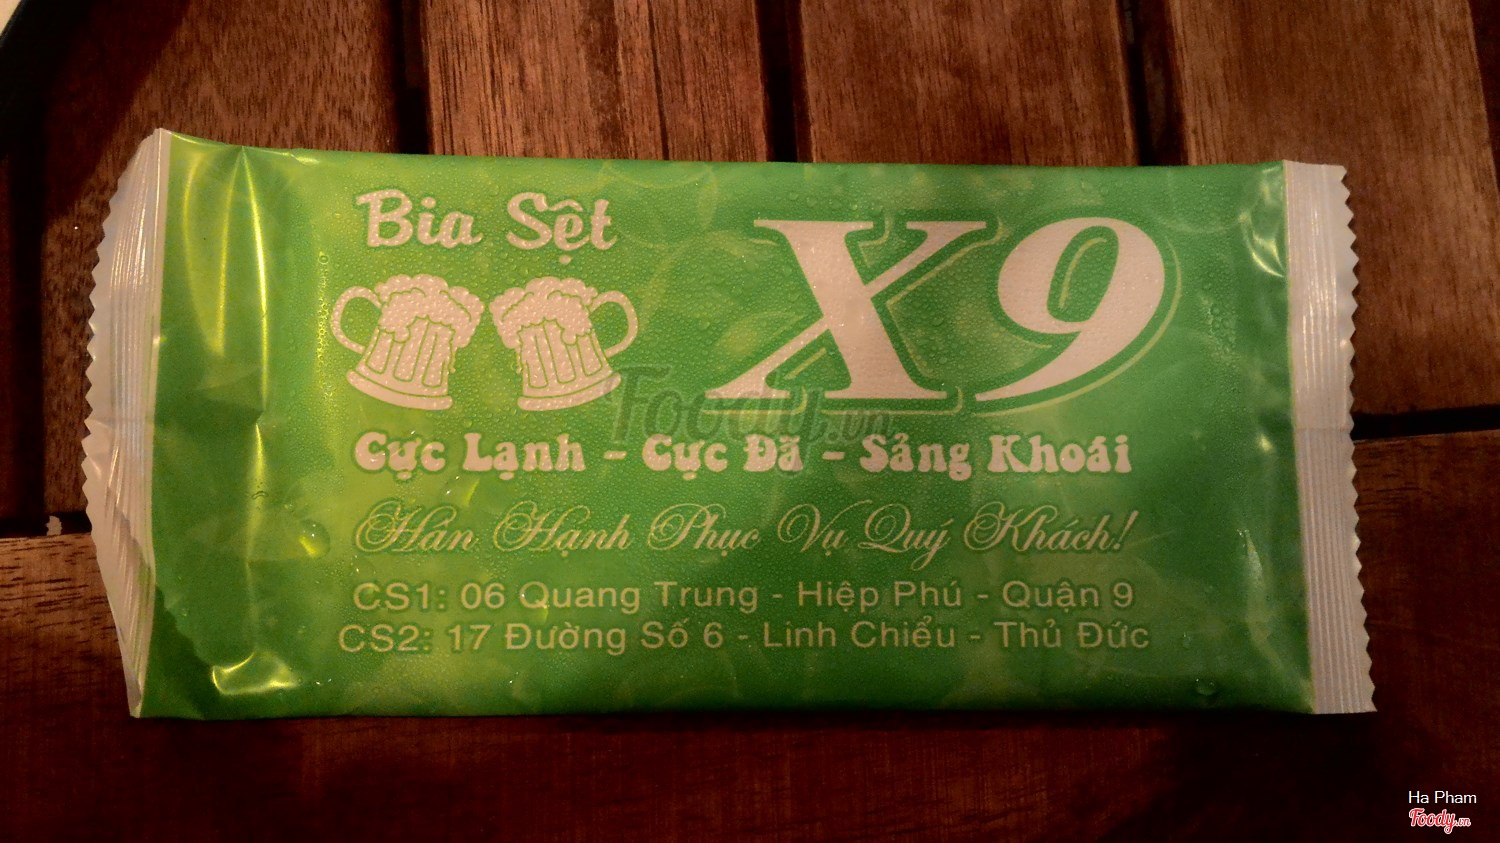 Bia Sệt
X9
Cực Lạnh - Cực Đã - Sảng Khoái
Hân Hạnh Phục Vụ Quý Khách!
CS1: 06 Quang Trung - Hiệp Phú - Quận 9
CS2: 17 Đường Số 6 - Linh Chiểu - Thủ Đức
Foody.vn
Ha Pham
Foody.vn